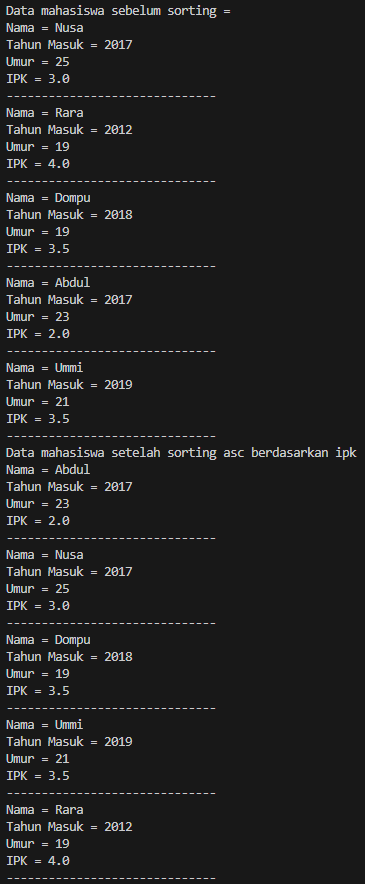 Data mahasiswa sebelum sorting =
Nama = Nusa
Tahun Masuk = 2017
Umur = 25
IPK = 3.0
------------------------------
Nama = Rara
Tahun Masuk = 2012
Umur = 19
IPK = 4.0
------------------------------
Nama = Dompu
Tahun Masuk = 2018
Umur = 19
IPK = 3.5
------------------------------
Nama = Abdul
Tahun Masuk = 2017
Umur = 23
IPK = 2.0
------------------------------
Nama = Ummi
Tahun Masuk = 2019
Umur = 21
IPK = 3.5
------------------------------
Data mahasiswa setelah sorting asc berdasarkan ipk
Nama = Abdul
Tahun Masuk = 2017
Umur = 23
IPK = 2.0
------------------------------
Nama = Nusa
Tahun Masuk = 2017
Umur = 25
IPK = 3.0
------------------------------
Nama = Dompu
Tahun Masuk = 2018
Umur = 19
IPK = 3.5
------------------------------
Nama = Ummi
Tahun Masuk = 2019
Umur = 21
IPK = 3.5
------------------------------
Nama = Rara
Tahun Masuk = 2012
Umur = 19
IPK = 4.0
------------------------------